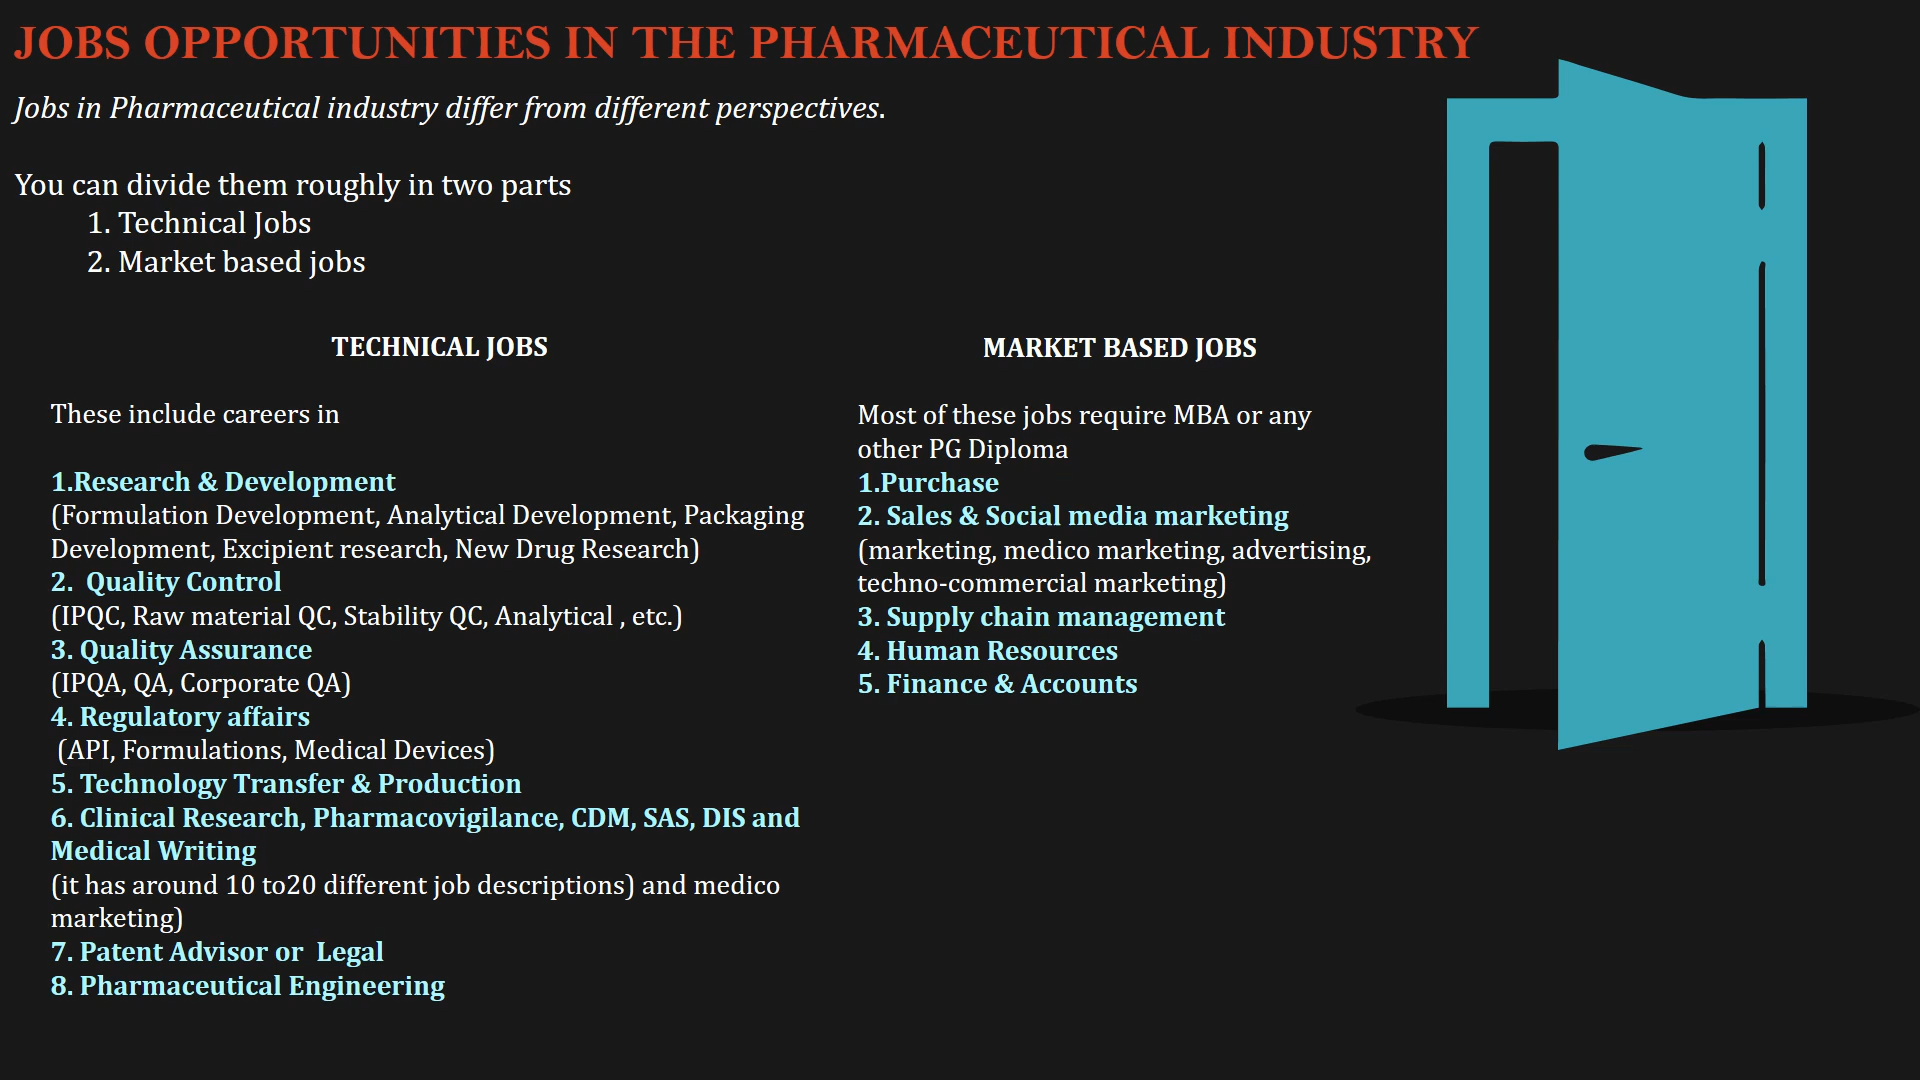 JOBS OPPORTUNITIES IN THE PHARMACEUTICAL INDUSTRY
Jobs in Pharmaceutical industry differ from different perspectives.
You can divide them roughly in two parts
1. Technical Jobs
2. Market based jobs
TECHNICAL JOBS
These include careers in
1.Research & Development
(Formulation Development, Analytical Development, Packaging
Development, Excipient research, New Drug Research)
2.  Quality Control
(IPQC, Raw material QC, Stability QC, Analytical , etc.)
3. Quality Assurance
(IPQA, QA, Corporate QA)
4. Regulatory affairs
(API, Formulations, Medical Devices)
5. Technology Transfer & Production
6. Clinical Research, Pharmacovigilance, CDM, SAS, DIS and
Medical Writing
(it has around 10 to20 different job descriptions) and medico
marketing)
7. Patent Advisor or  Legal
8. Pharmaceutical Engineering
MARKET BASED JOBS
Most of these jobs require MBA or any
other PG Diploma
1.Purchase
2. Sales & Social media marketing
(marketing, medico marketing, advertising,
techno-commercial marketing)
3. Supply chain management
4. Human Resources
5. Finance & Accounts